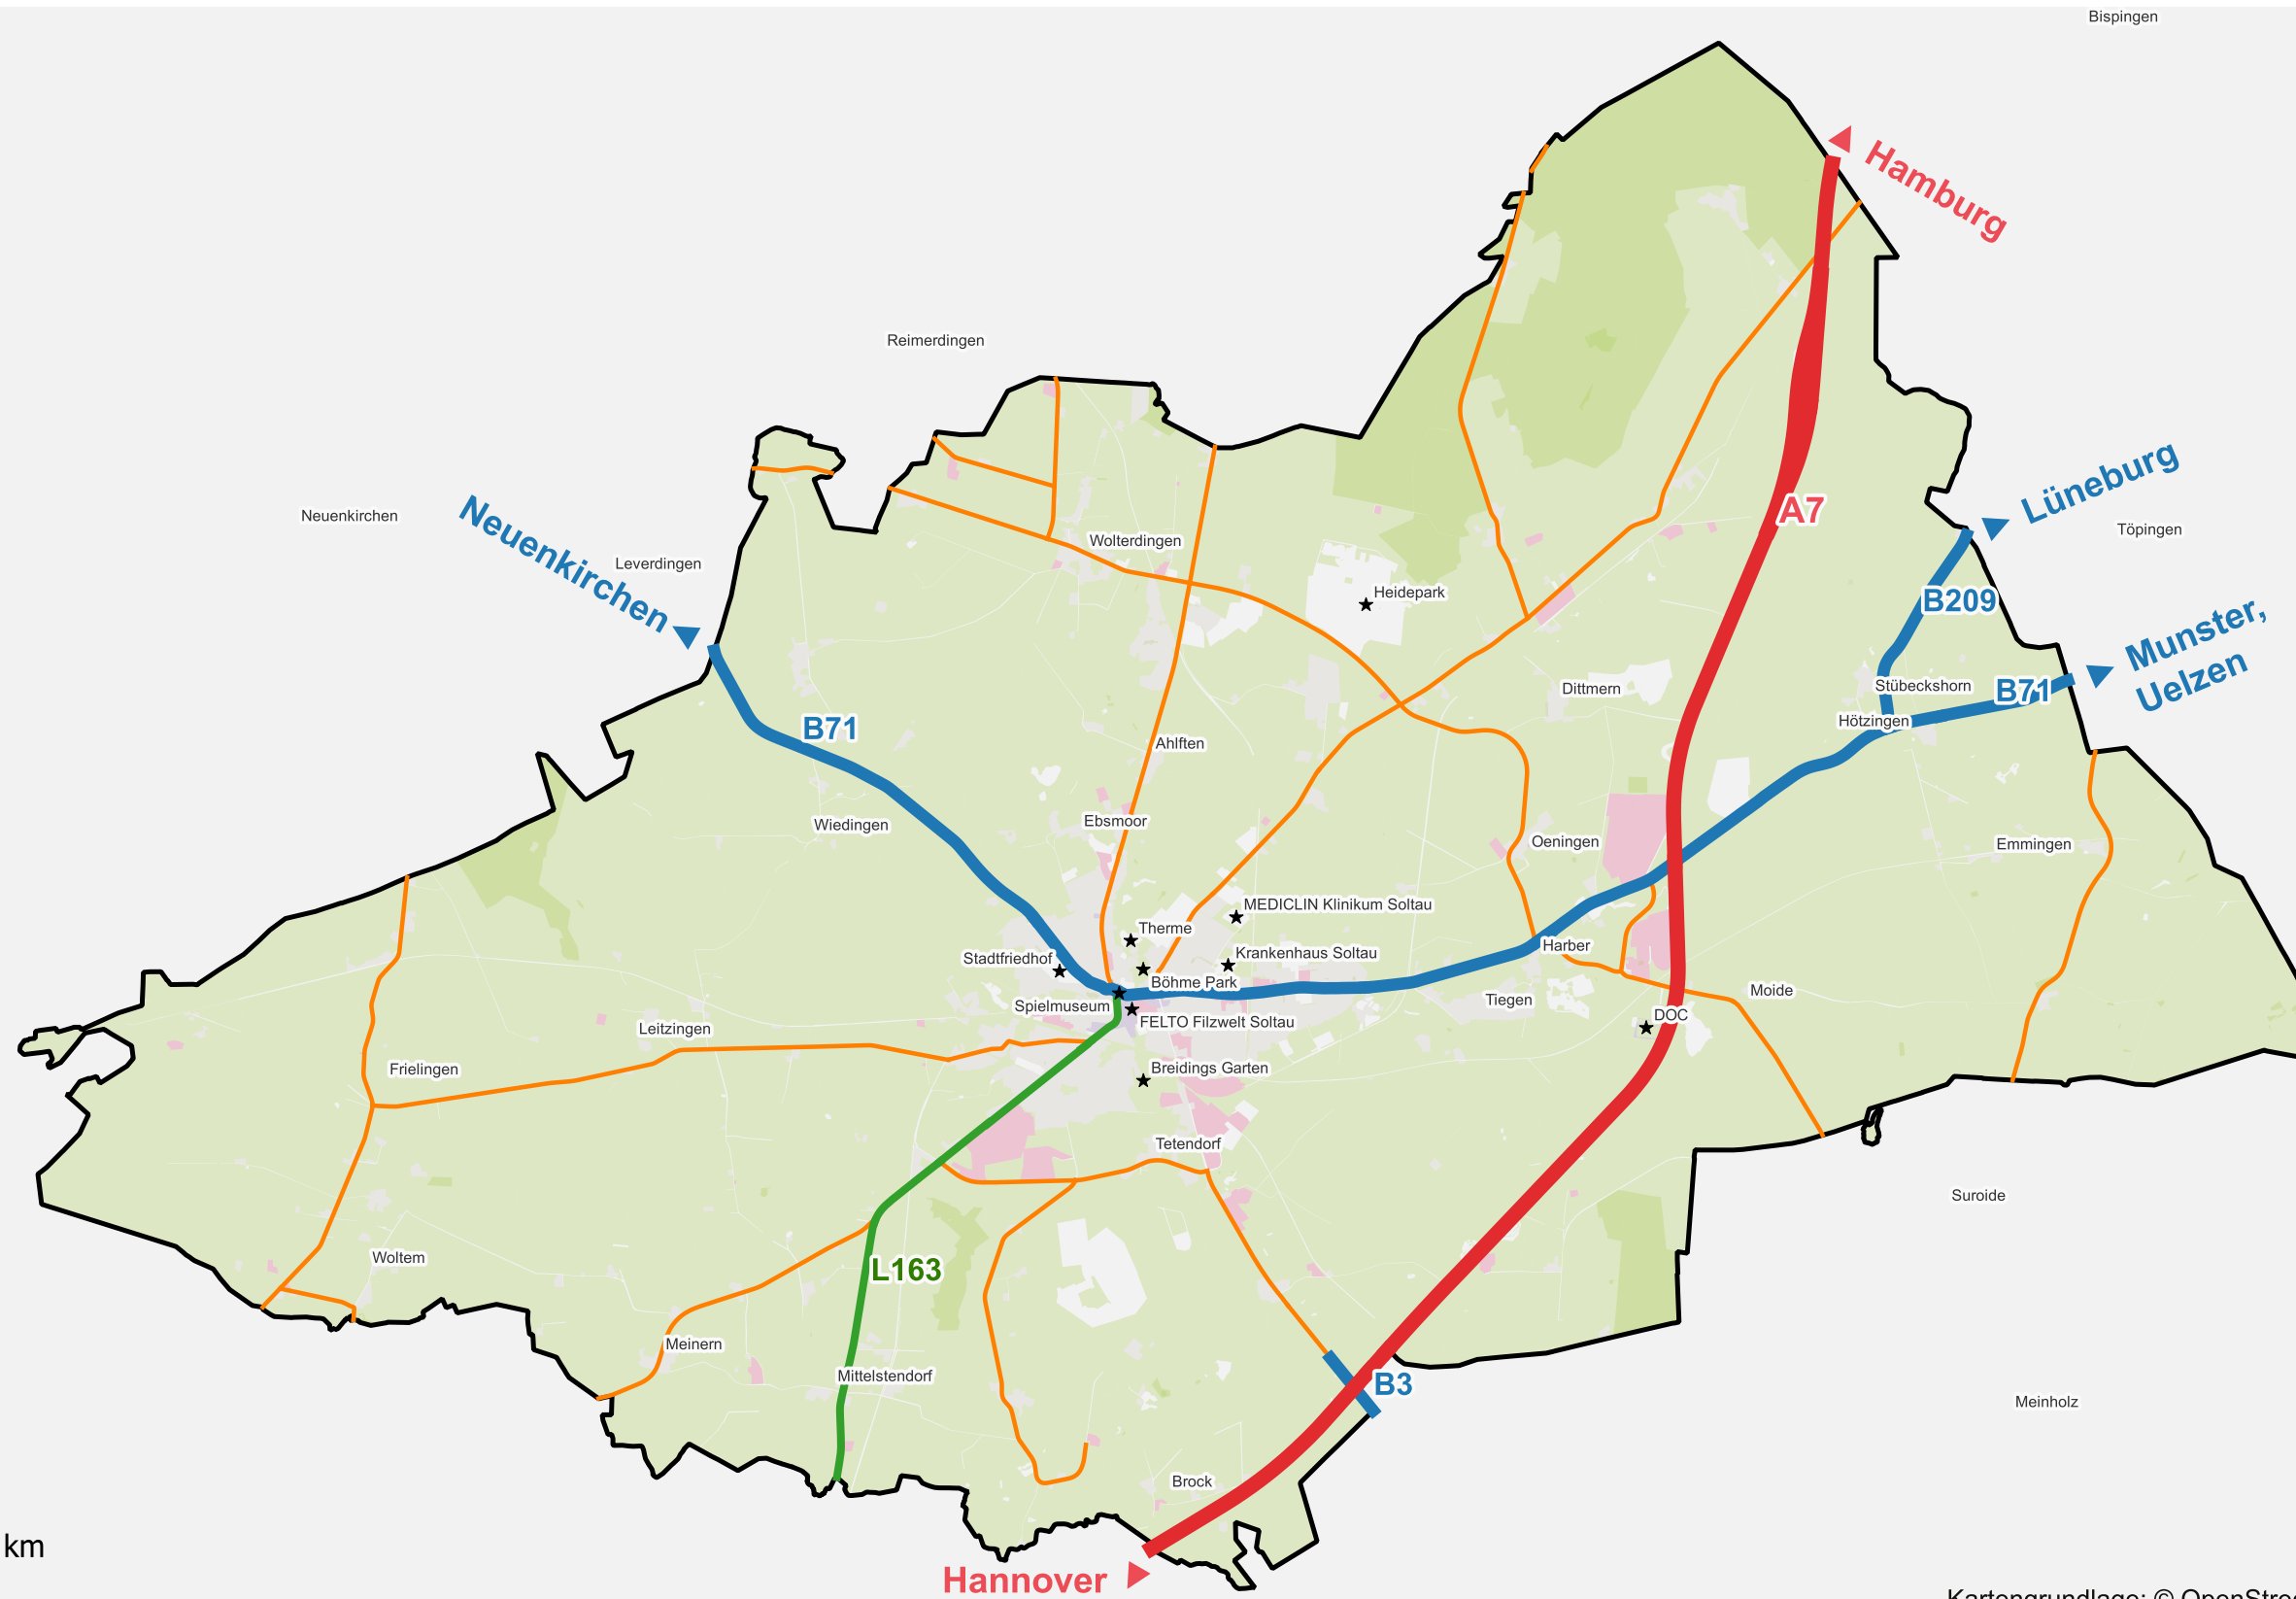 Bispingen
Hamburg
Reimerdingen
Neuenkirchen
Neuenkirchen
Leverdingen
Wolterdingen
A7
Lüneburg
Töpingen
Heidepark
B209
Munster,
Uelzen
Dittmern
Stübeckshorn
B71
Hötzingen
B71
Ahlften
Wiedingen
Ebsmoor
Oeningen
Emmingen
MEDICLIN Klinikum Soltau
Therme
Stadtfriedhof
Krankenhaus Soltau
Harber
Böhme Park
Spielmuseum
Tiegen
Moide
FELTO Filzwelt Soltau
DOC
Leitzingen
Frielingen
Breidings Garten
Tetendorf
Suroide
Woltem
L163
Meinern
Mittelstendorf
B3
Meinholz
Brock
km
Hannover
Kartengrundlage: ©